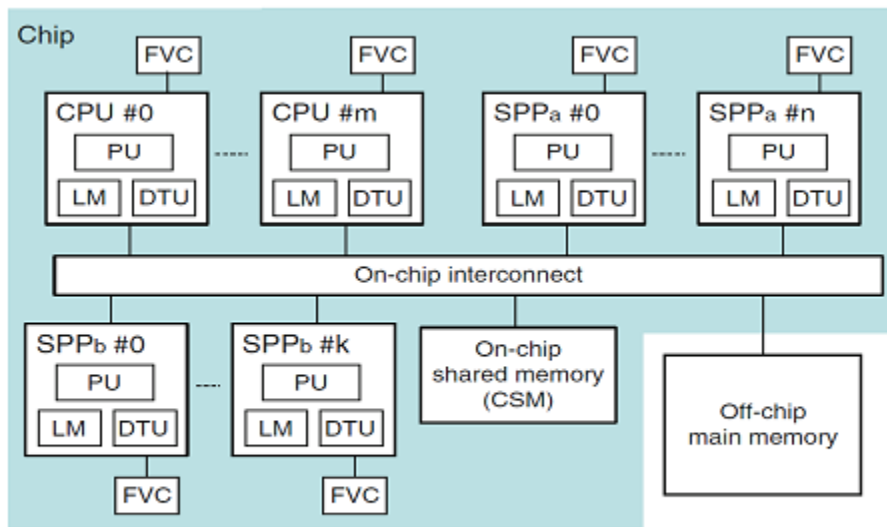 Chip
FVC FVC FVC FVC
CPU #0 CPU #m SPPa #0 SPPa #n
PU PU PU PU
LM DTU LM DTU LM DTU LM DTU
On-chip interconnect
SPPb #0 SPPb #k
PU PU
LM DTU LM DTU
On-chip
shared memory
(CSM)
Off-chip
main memory
FVC FVC